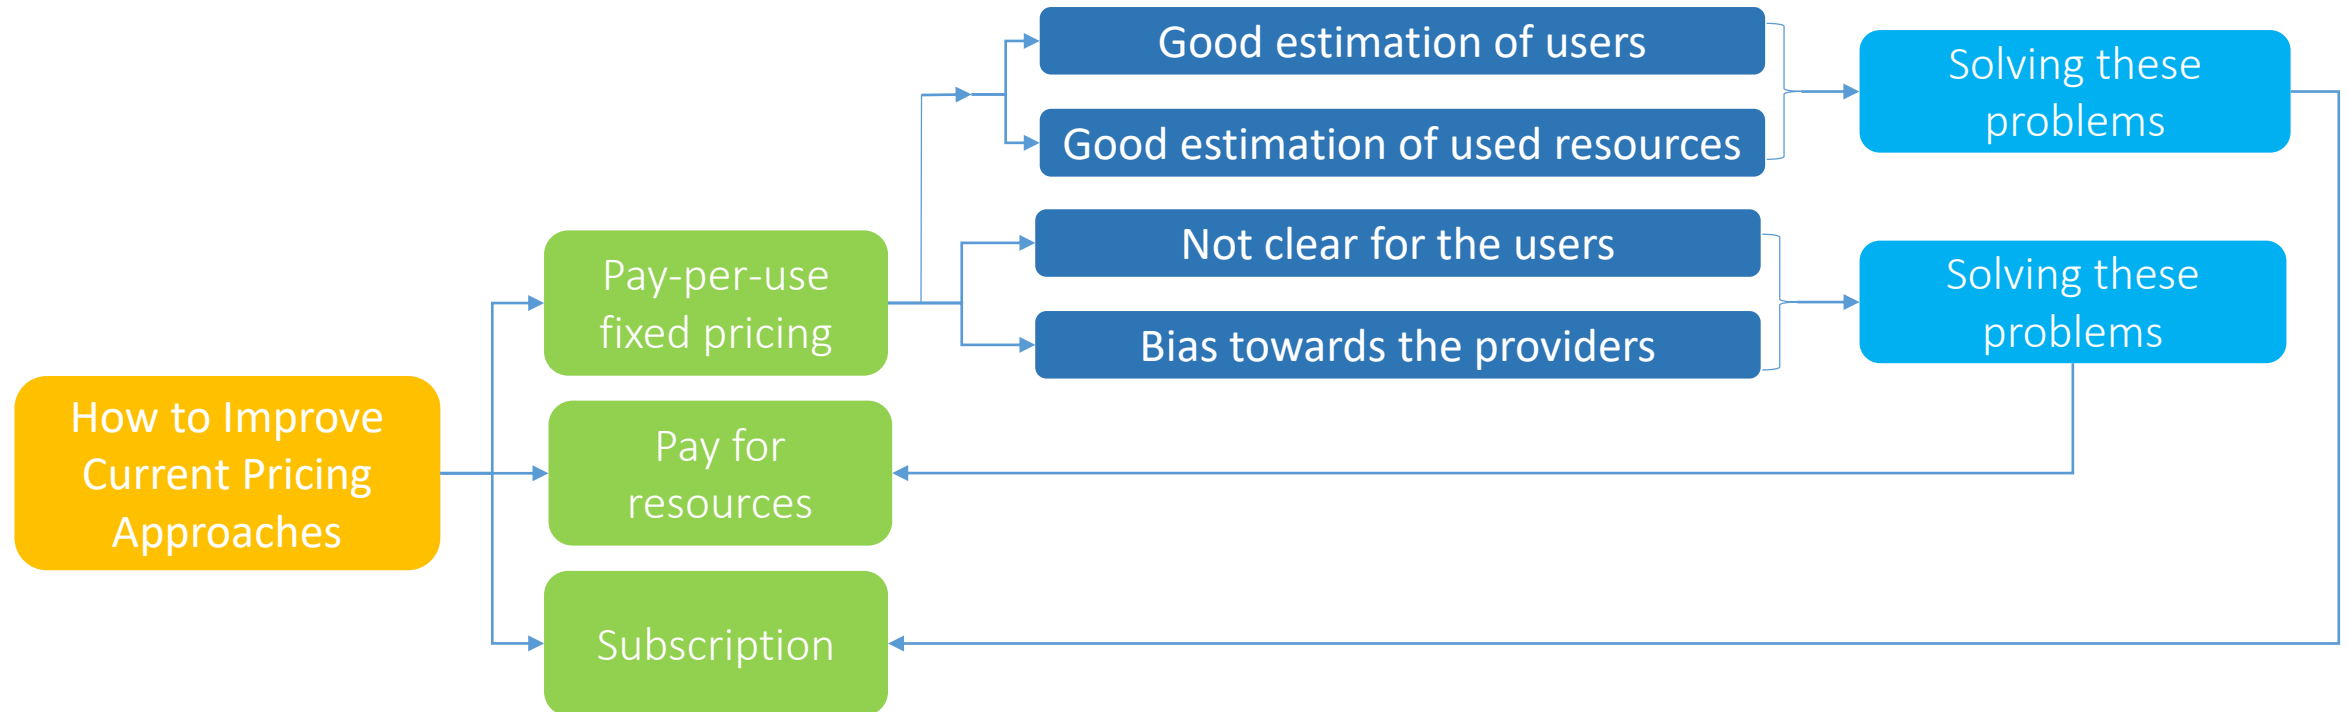 How to Improve
Current Pricing
Approaches
Pay-per-use
fixed pricing
Pay for
resources
Subscription
Good estimation of users
Good estimation of used resources
Not clear for the users
Bias towards the providers
Solving these
problems
Solving these
problems